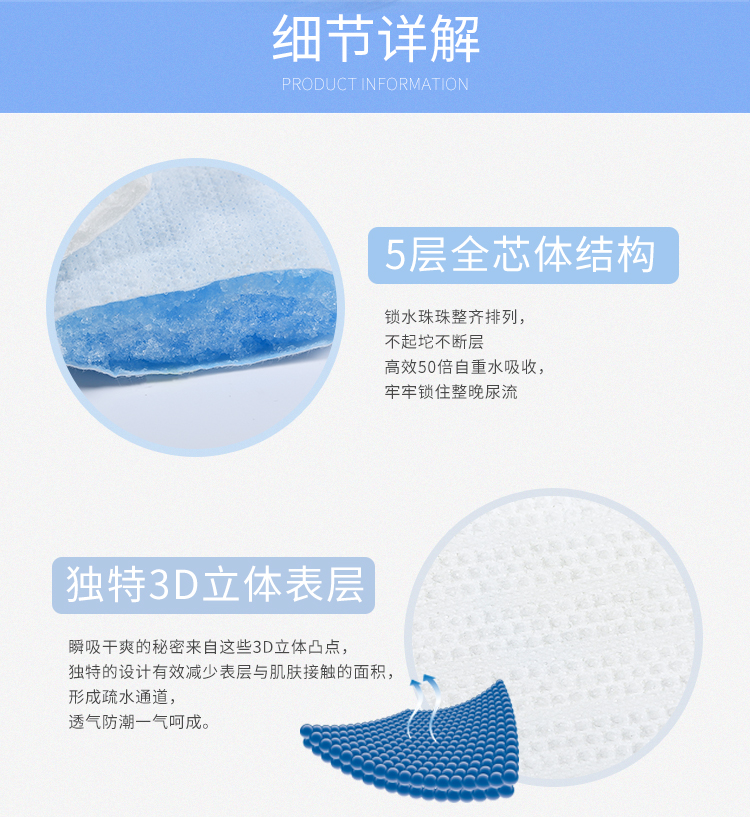 细节详解
PRODUCT INFORMATION
5层全芯体结构
锁水珠珠整齐排列，
不起坨不断层
高效50倍自重水吸收，
牢牢锁住整晚尿流
独特3D立体表层
瞬吸干爽的秘密来自这些3D立体凸点，
独特的设计有效减少表层与肌肤接触的面积，
形成疏水通道，
透气防潮一气呵成。